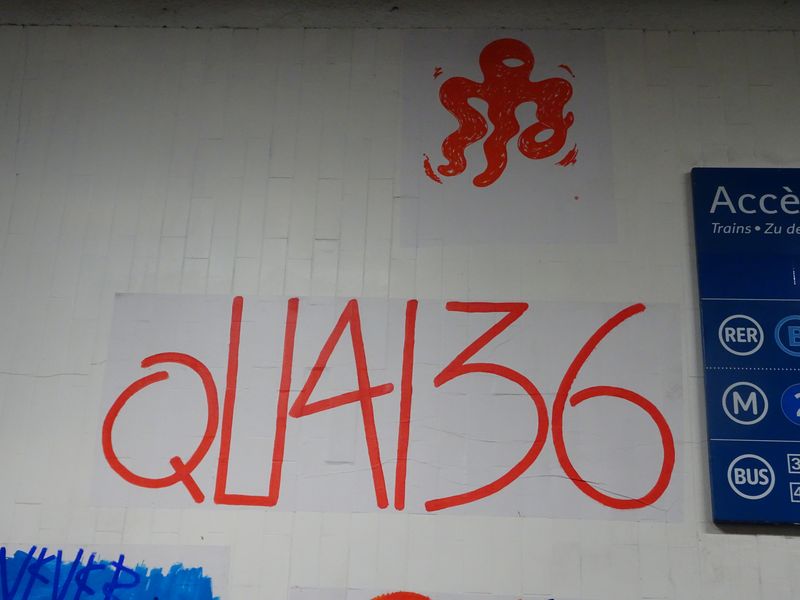 QUAI36
Accè
Trains • Zu de
RER
M
BUS